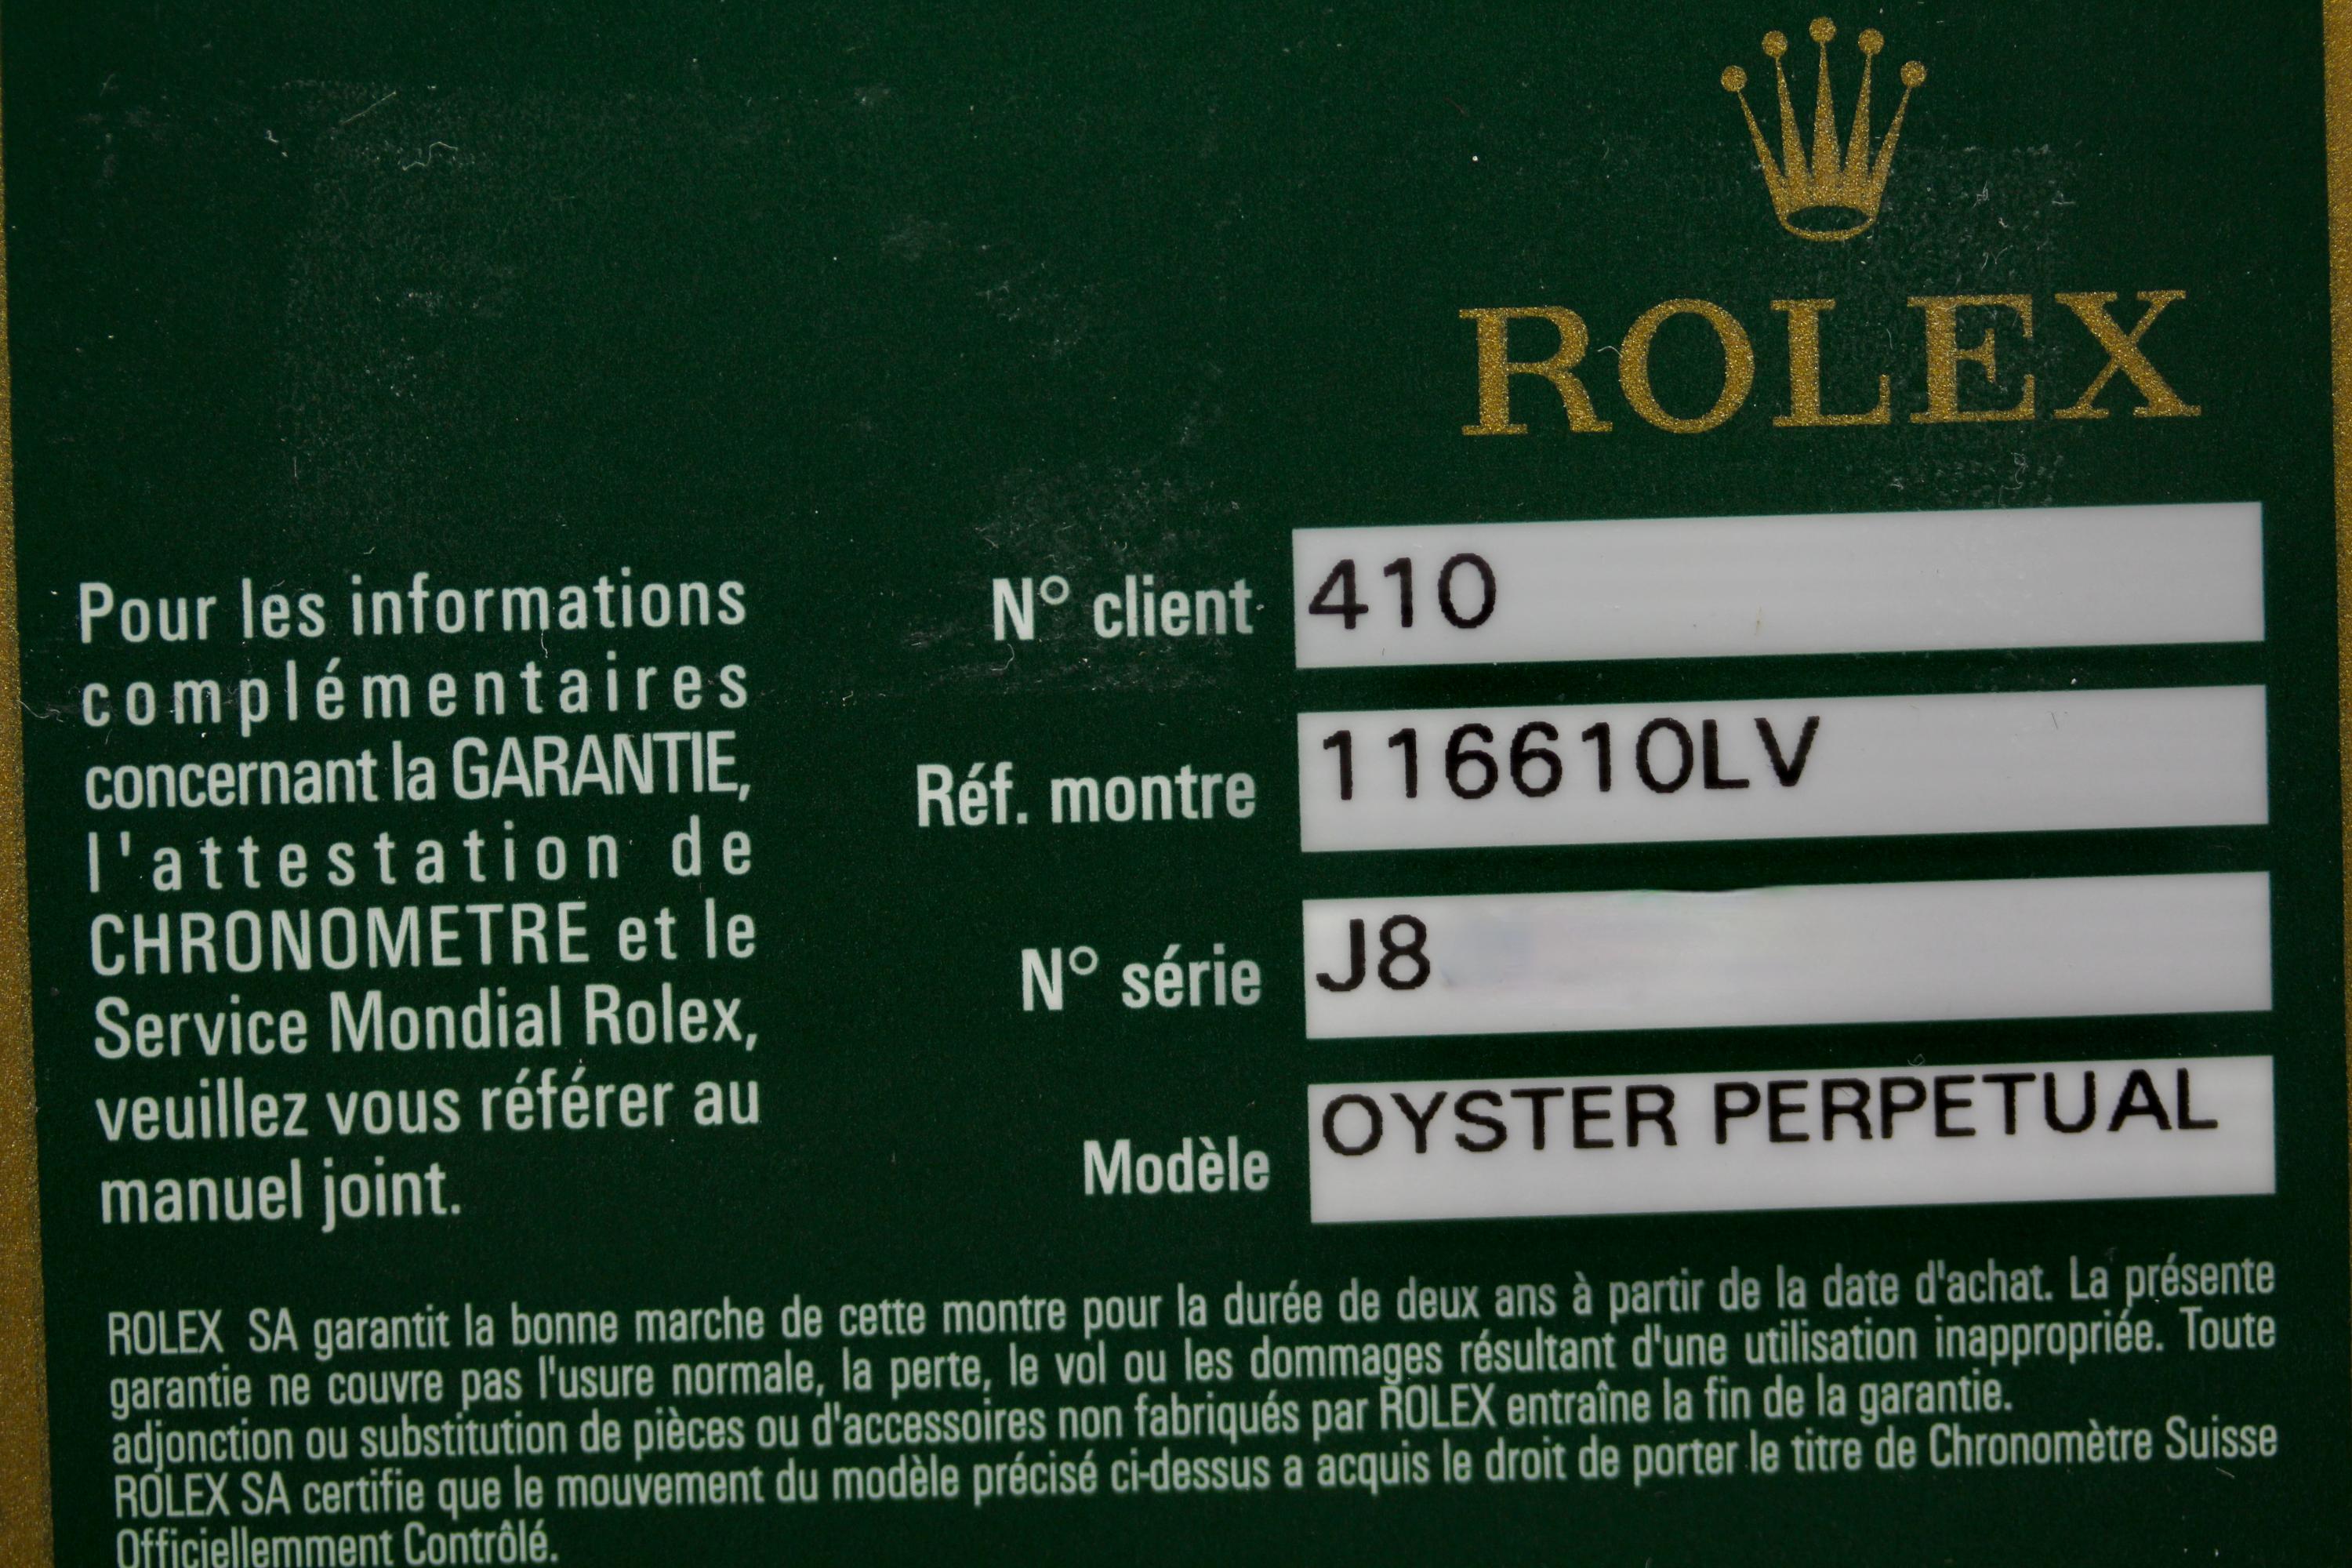 ROLEX
Pour les informations
complémentaires
concernant la GARANTIE,
l'attestation de
CHRONOMETRE et le
Service Mondial Rolex,
veuillez vous référer au
manuel joint.
N° client 410
Réf. montre 116610LV
N° série J8
Modèle OYSTER PERPETUAL
ROLEX SA garantit la bonne marche de cette montre pour la durée de deux ans à partir de la date d'achat. La présente
garantie ne couvre pas l'usure normale, la perte, le vol ou les dommages résultant d'une utilisation inappropriée. Toute
adjonction ou substitution de pièces ou d'accessoires non fabriqués par ROLEX entraîne la fin de la garantie.
ROLEX SA certifie que le mouvement du modèle précisé ci-dessus a acquis le droit de porter le titre de Chronomètre Suisse
Officiellemment Contrôlé.